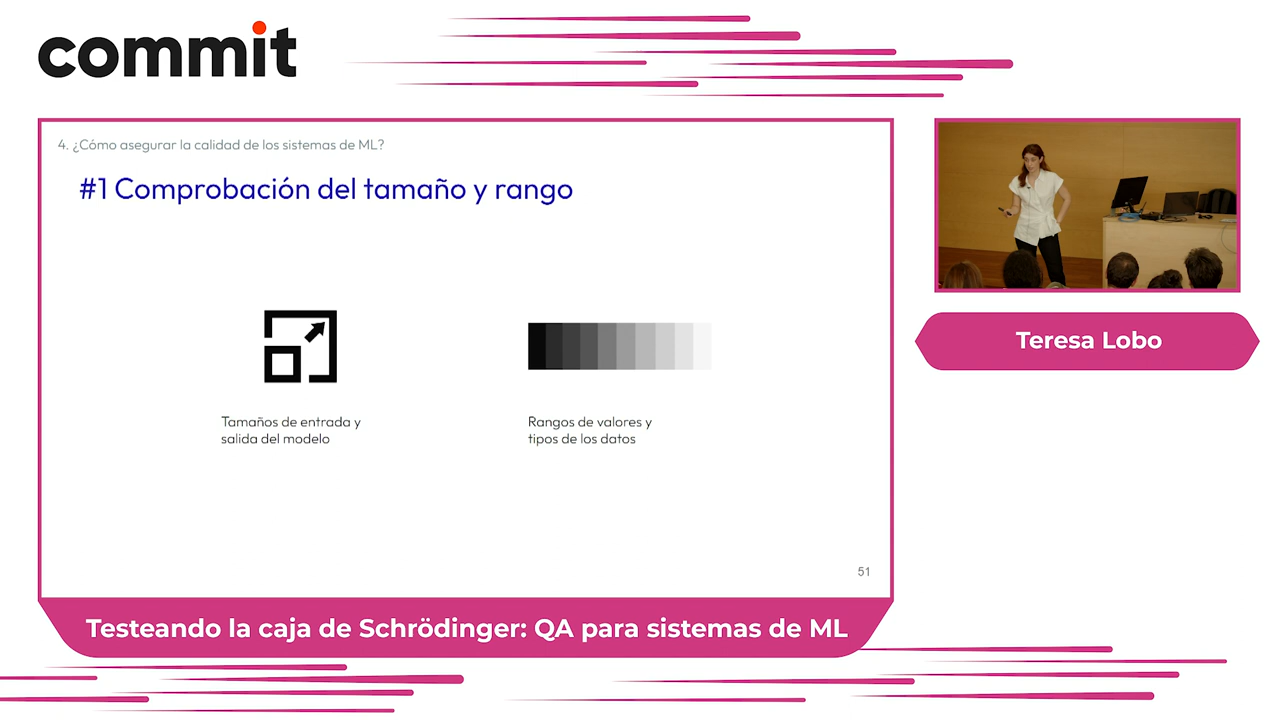 commit
4. ¿Cómo asegurar la calidad de los sistemas de ML?
#1 Comprobación del tamaño y rango
Tamaños de entrada y
salida del modelo
Rangos de valores y
tipos de los datos
51
Teresa Lobo
Testeando la caja de Schrödinger: QA para sistemas de ML